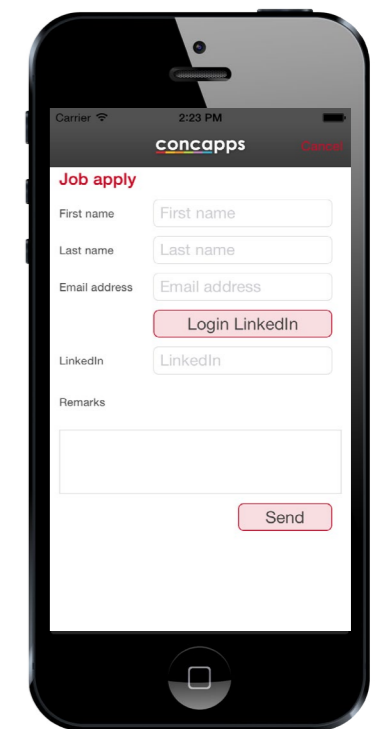 Carrier 2:23 PM
concapps Cancel
Job apply
First name First name
Last name Last name
Email address Email address
Login LinkedIn
LinkedIn LinkedIn
Remarks
Send